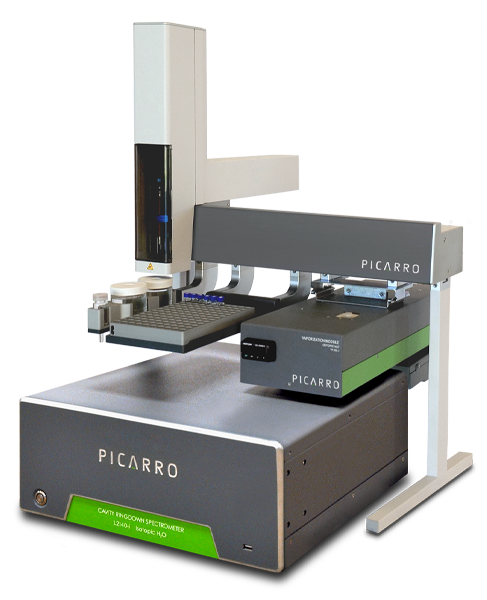 PICARRO
VAPORIZATION MODULE
PICARRO
PICARRO
CAVITY RINGDOWN SPECTROMETER
L2140-i Isotopic H₂O